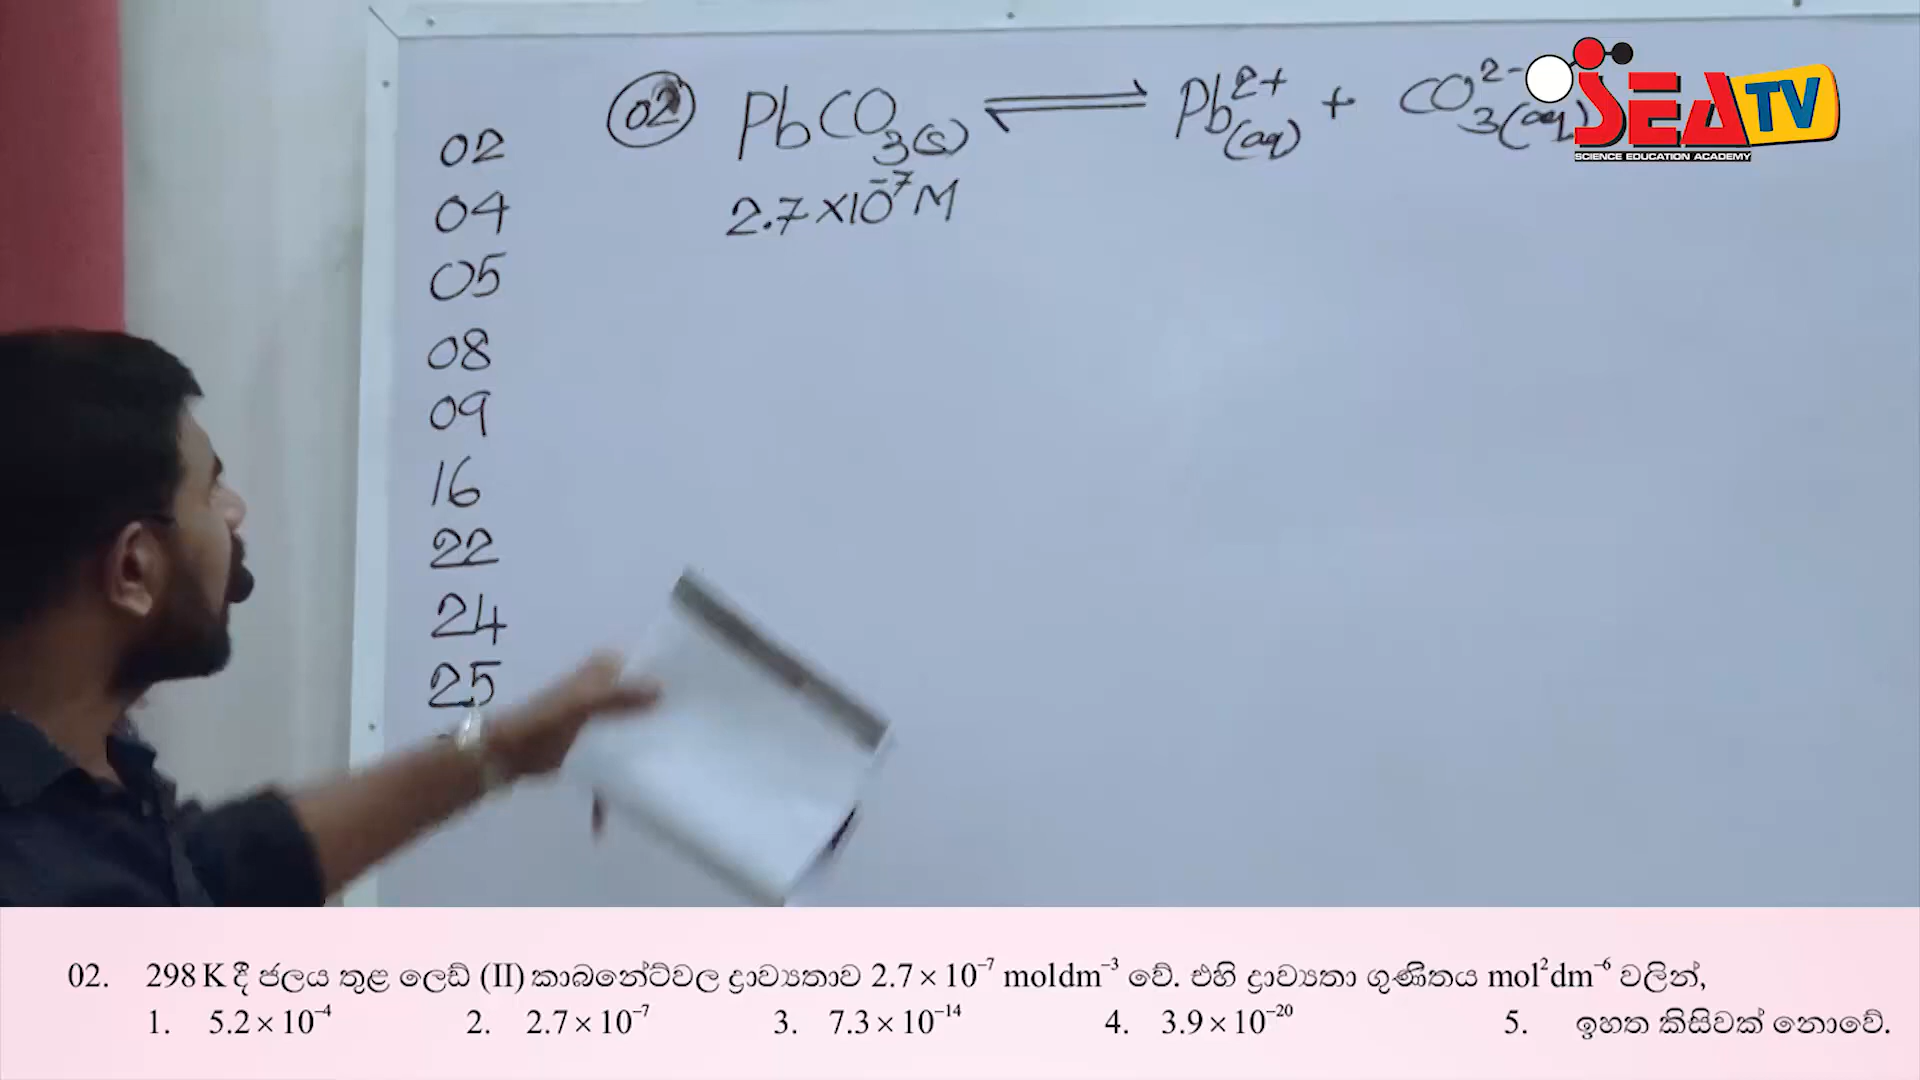 02 PbCO3(s) ⇌ Pb2+(aq) + CO3 2-(aq)
2.7×10-7 M
SEA TV
SCIENCE EDUCATION ACADEMY
02
04
05
08
09
16
22
24
25
02. 298 K දී ජලය තුළ ලෙඩ් (II) කාබනේට්වල ද්‍රාව්‍යතාව 2.7 × 10⁻⁷ moldm⁻³ වේ. එහි ද්‍රාව්‍යතා ගුණිතය mol²dm⁻⁶ වලින්,
1. 5.2 × 10⁻⁴ 2. 2.7 × 10⁻⁷ 3. 7.3 × 10⁻¹⁴ 4. 3.9 × 10⁻²⁰ 5. ඉහත කිසිවක් නොවේ.